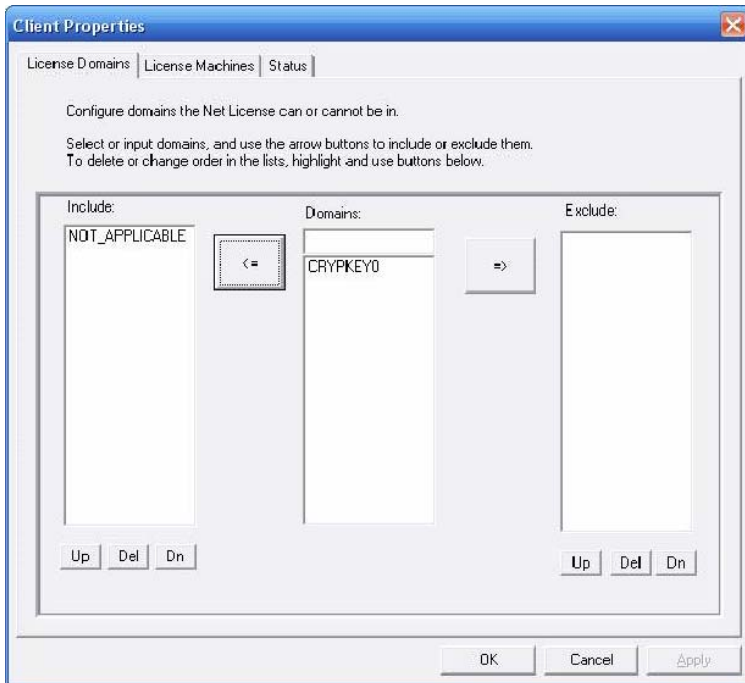 Client Properties
License Domains
License Machines
Status
Configure domains the Net License can or cannot be in.
Select or input domains, and use the arrow buttons to include or exclude them.
To delete or change order in the lists, highlight and use buttons below.
Include:
Domains:
Exclude:
NOT_APPLICABLE
<=
CRYPKEY0
=>
Up
Del
Dn
Up
Del
Dn
OK
Cancel
Apply